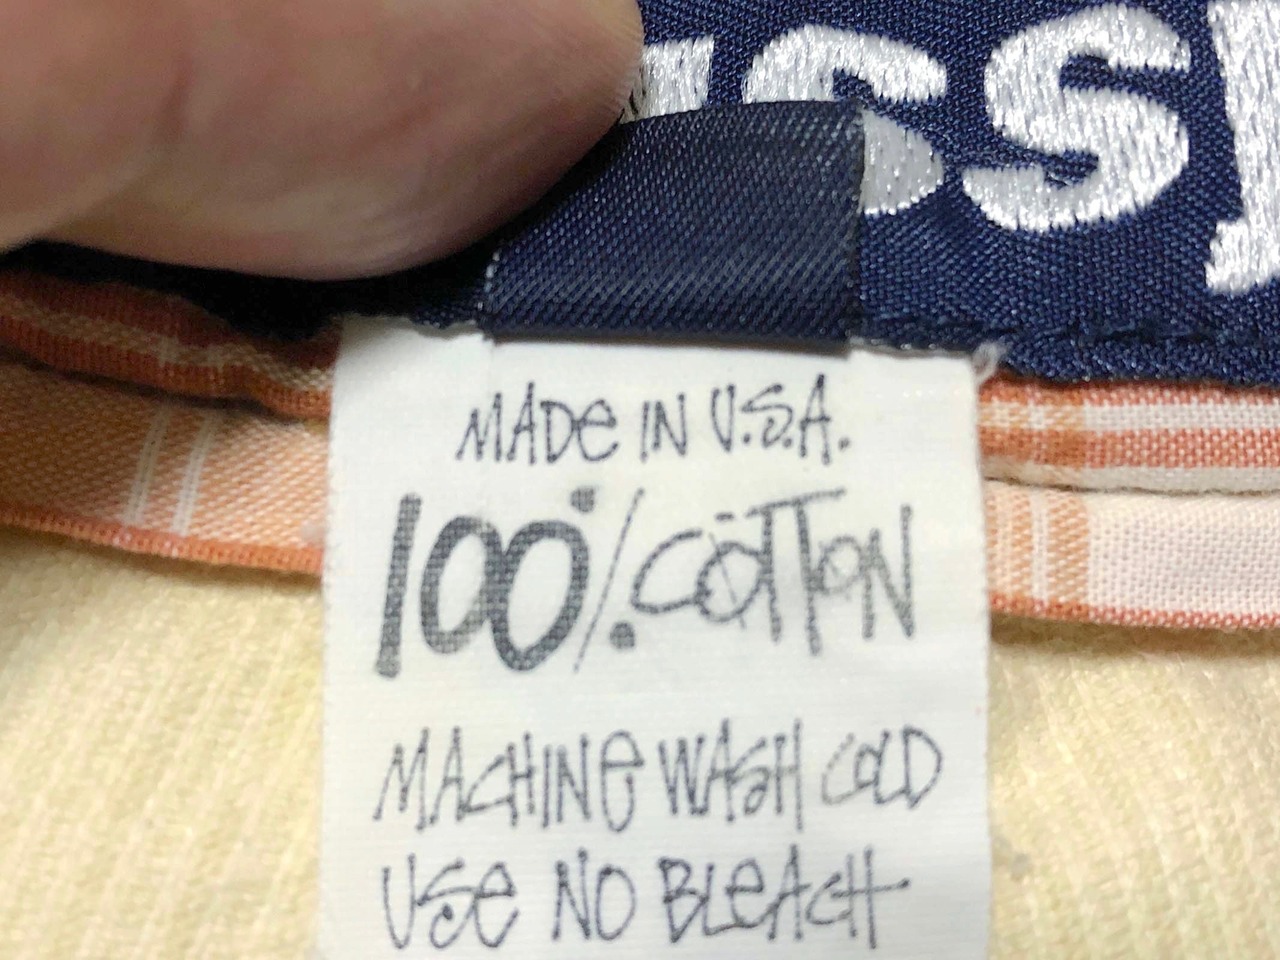 MADe IN U.S.A.
100% COTTON
MACHINe WASH COLD
USe NO BLeACH